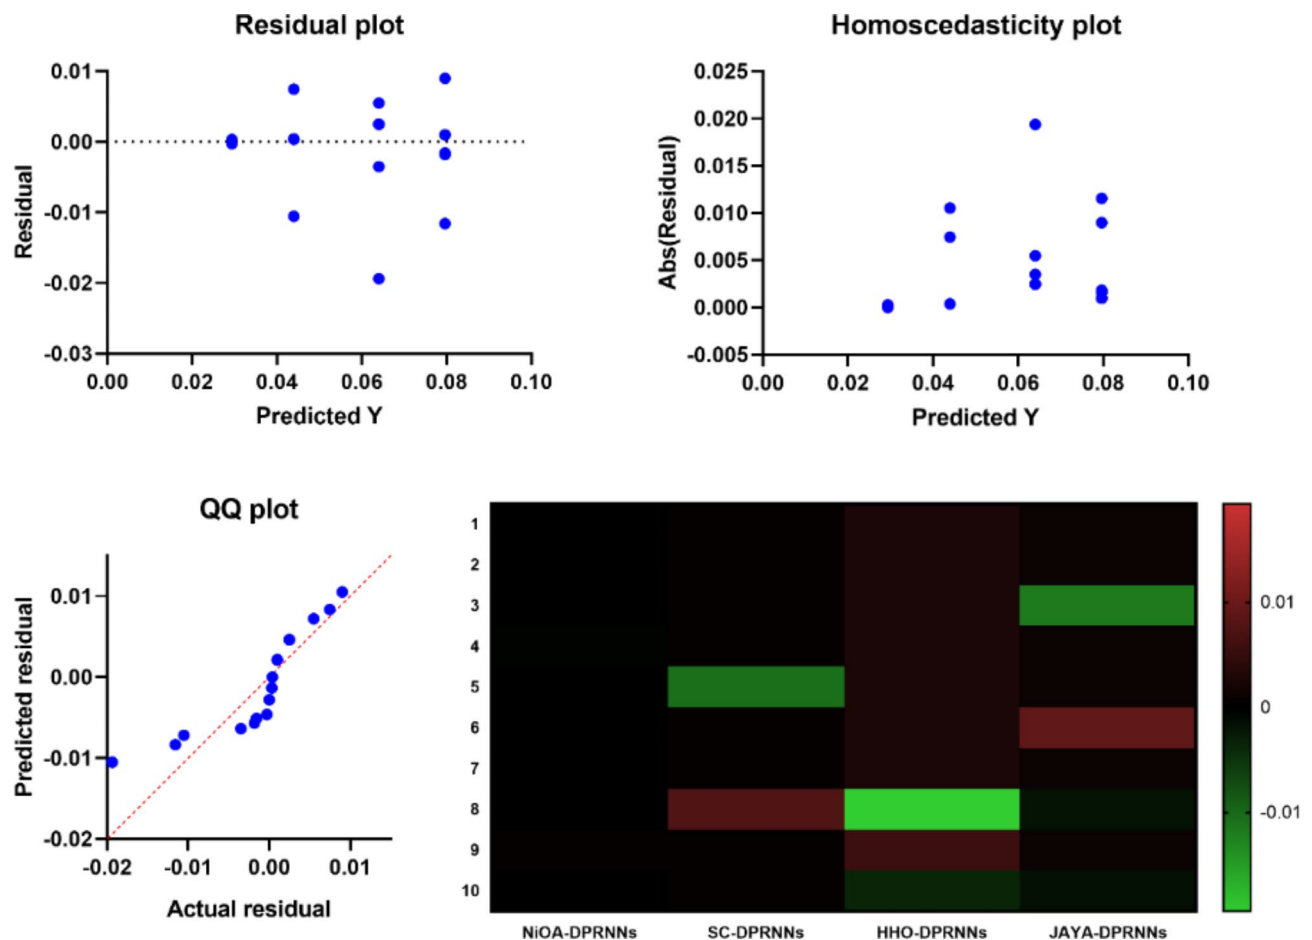 Residual plot
0.01
0.00
-0.01
-0.02
-0.03
0.00 0.02 0.04 0.06 0.08 0.10
Residual
Predicted Y
Homoscedasticity plot
0.025
0.020
0.015
0.010
0.005
0.000
-0.005
0.00 0.02 0.04 0.06 0.08 0.10
Abs(Residual)
Predicted Y
QQ plot
0.01
0.00
-0.01
-0.02
-0.02 -0.01 0.00 0.01
Predicted residual
Actual residual
1
2
3
4
5
6
7
8
9
10
NiOA-DPRNNs SC-DPRNNs HHO-DPRNNs JAYA-DPRNNs
0.01
0
-0.01